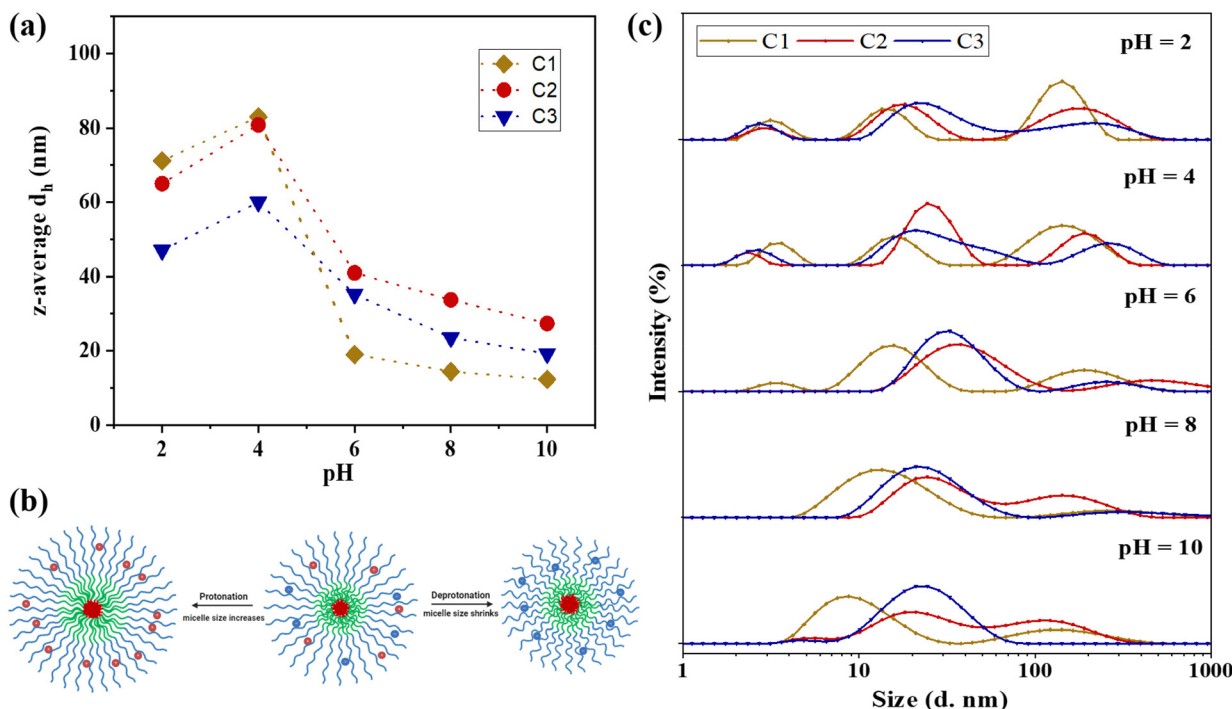 (a)
100
80
60
40
20
0
z-average dh (nm)
C1
C2
C3
2 4 6 8 10
pH
(b)
Protonation
micelle size increases
Deprotonation
micelle size shrinks
(c)
C1 C2 C3
pH = 2
pH = 4
pH = 6
pH = 8
pH = 10
Intensity (%)
1 10 100 1000
Size (d. nm)